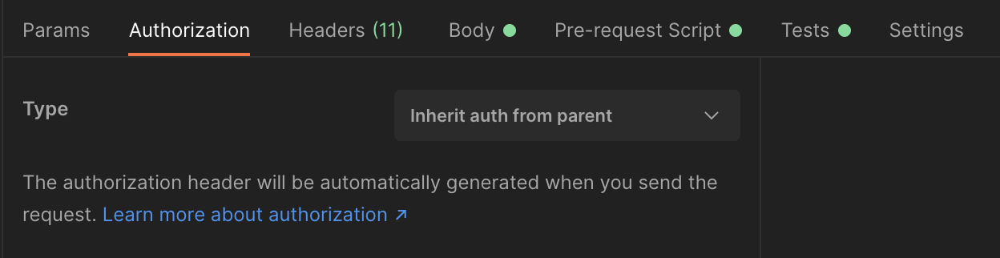 Params Authorization Headers (11) Body Pre-request Script Tests Settings
Type Inherit auth from parent
The authorization header will be automatically generated when you send the
request. Learn more about authorization ↗